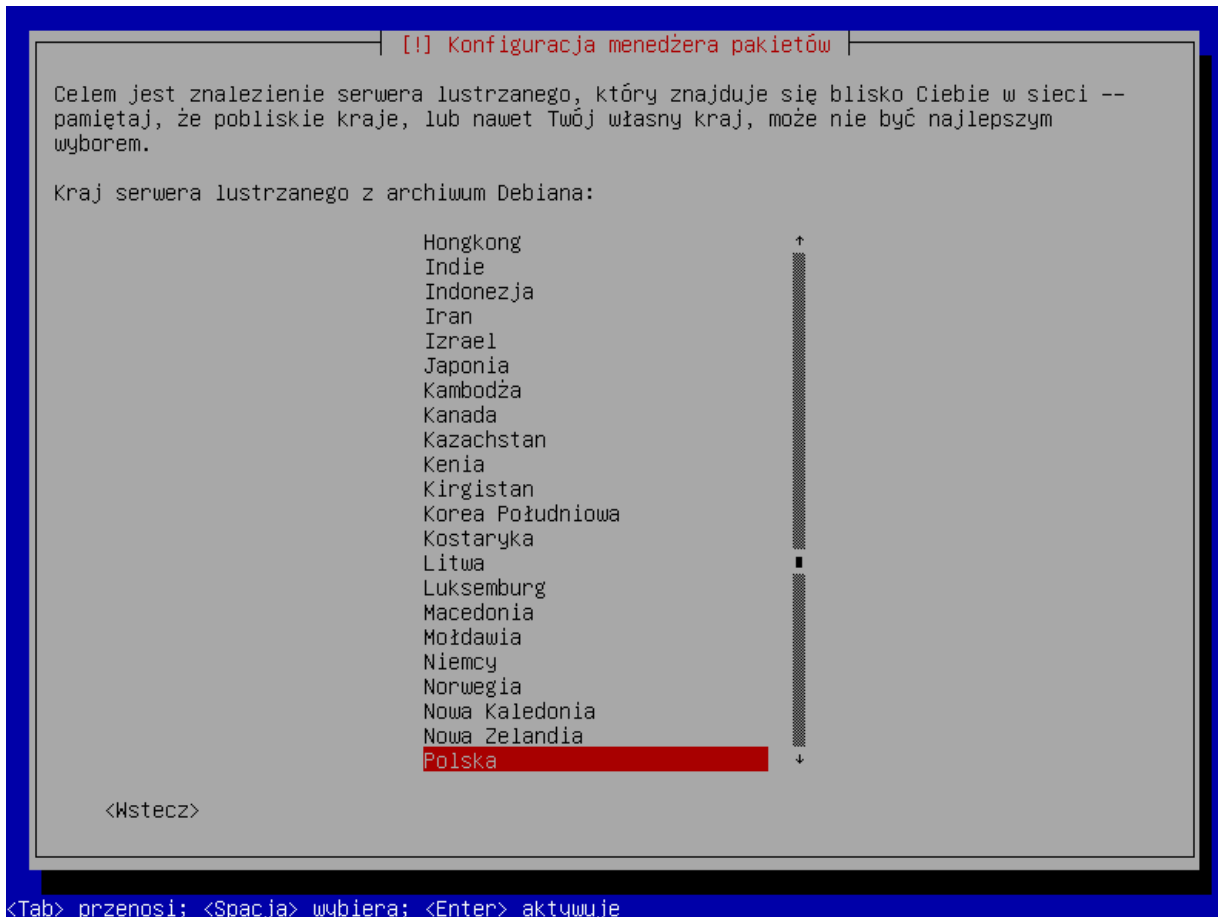 [!] Konfiguracja menedżera pakietów
Celem jest znalezienie serwera lustrzanego, który znajduje się blisko Ciebie w sieci --
pamiętaj, że pobliskie kraje, lub nawet Twój własny kraj, może nie być najlepszym
wyborem.
Kraj serwera lustrzanego z archiwum Debiana:
Hongkong
Indie
Indonezja
Iran
Izrael
Japonia
Kambodża
Kanada
Kazachstan
Kenia
Kirgistan
Korea Południowa
Kostaryka
Litwa
Luksemburg
Macedonia
Mołdawia
Niemcy
Norwegia
Nowa Kaledonia
Nowa Zelandia
Polska
<Wstecz>
<Tab> przenosi; <Spacja> wybiera; <Enter> aktywuje